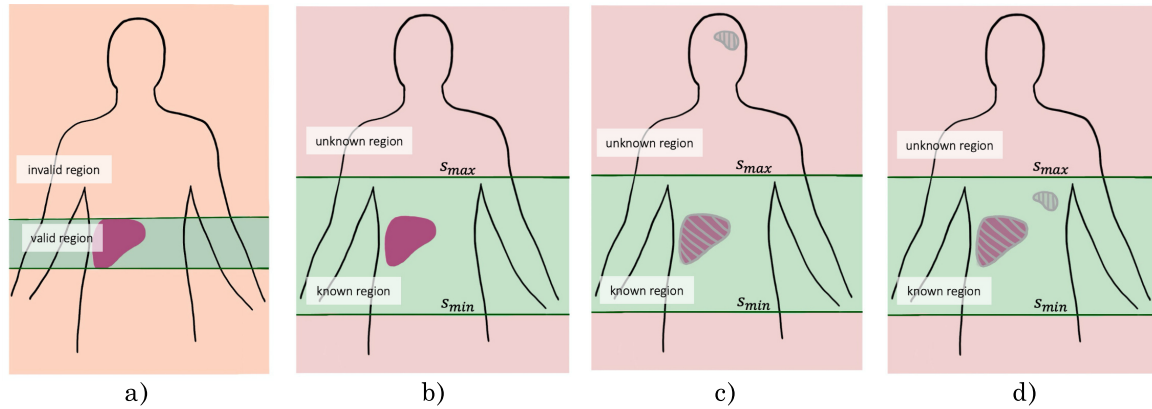 invalid region
valid region
a)
unknown region
s_max
known region
s_min
b)
unknown region
s_max
known region
s_min
c)
unknown region
s_max
known region
s_min
d)